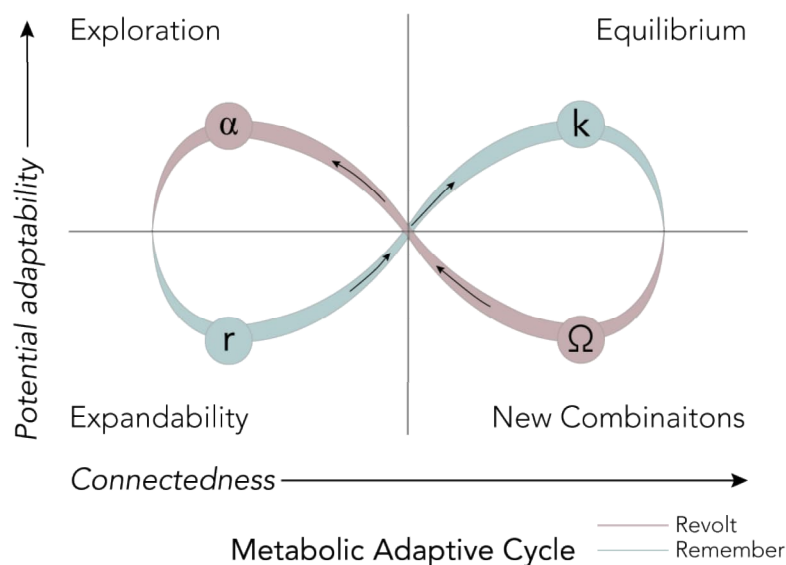 Exploration
Equilibrium
α
k
Potential adaptability
r
Ω
Expandability
New Combinaitons
Connectedness
Revolt
Metabolic Adaptive Cycle
Remember